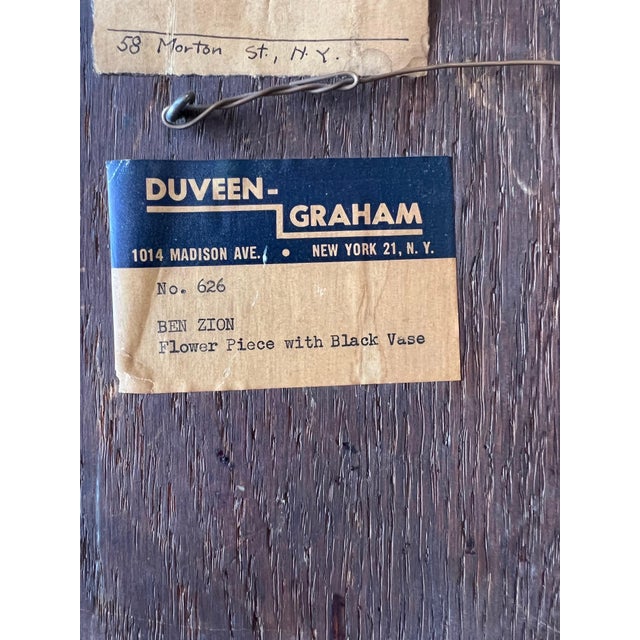 58 Morton St., N.Y.
DUVEEN-
GRAHAM
1014 MADISON AVE. • NEW YORK 21, N. Y.
No. 626
BEN ZION
Flower Piece with Black Vase